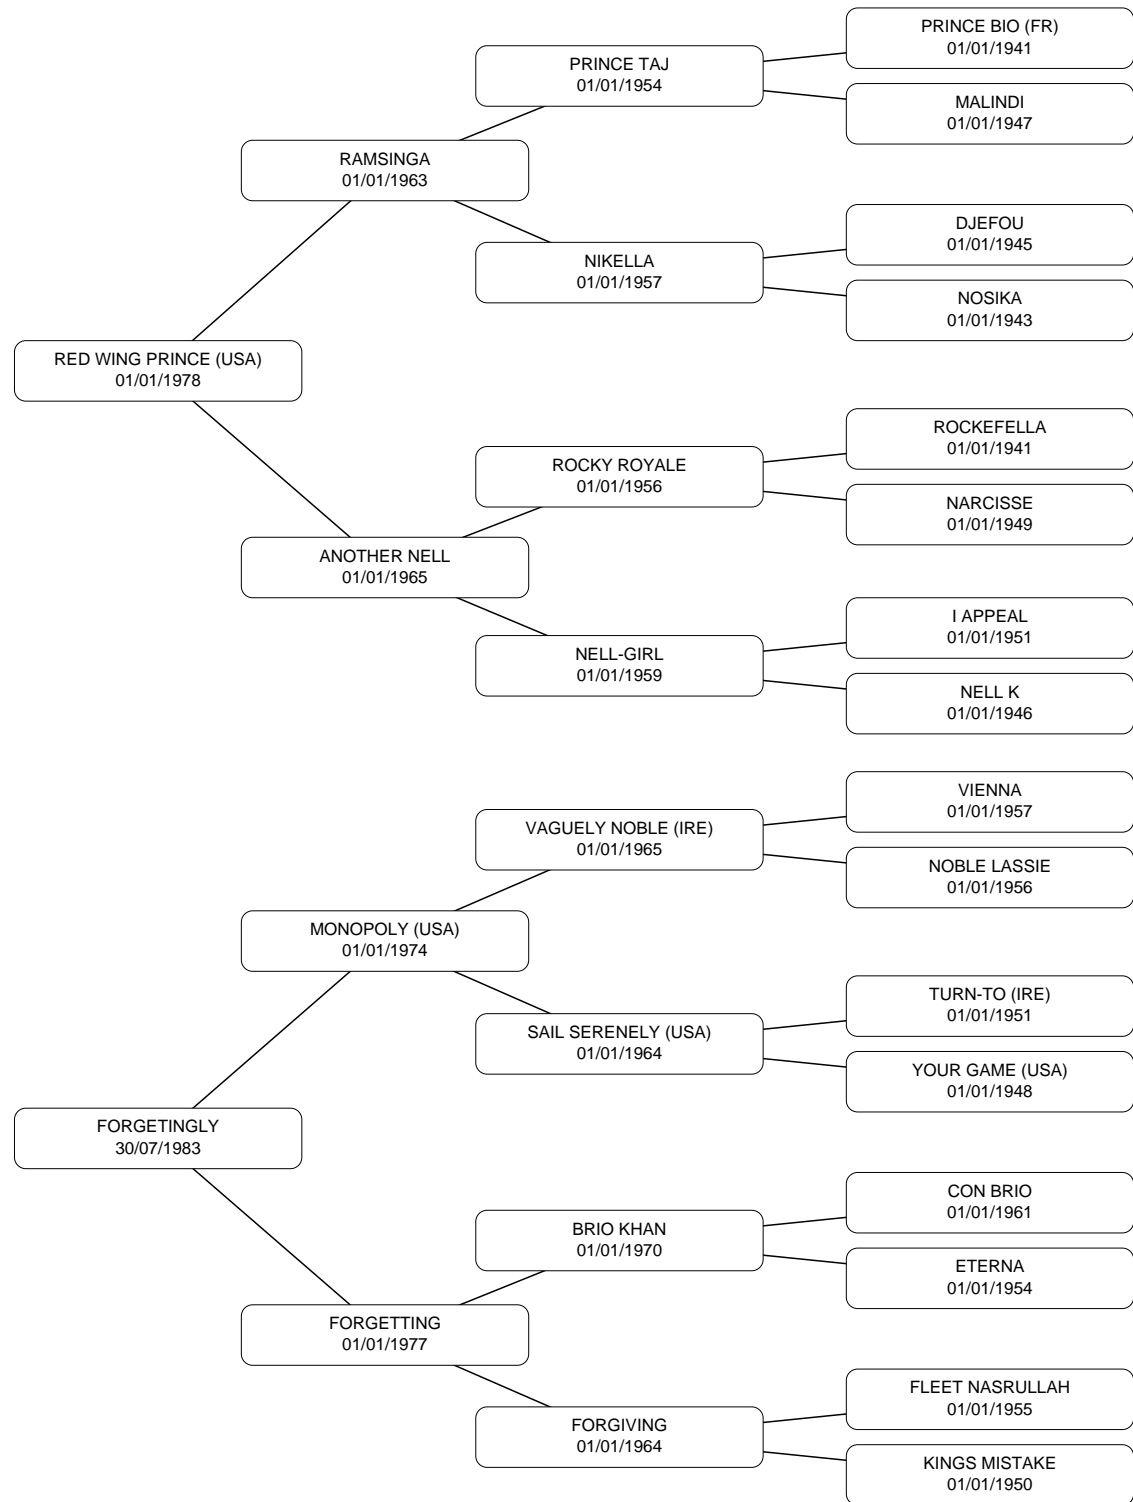 PRINCE BIO (FR)
01/01/1941
PRINCE TAJ
01/01/1954
MALINDI
01/01/1947
RAMSINGA
01/01/1963
DJEFOU
01/01/1945
NIKELLA
01/01/1957
NOSIKA
01/01/1943
RED WING PRINCE (USA)
01/01/1978
ROCKEFELLA
01/01/1941
ROCKY ROYALE
01/01/1956
NARCISSE
01/01/1949
ANOTHER NELL
01/01/1965
I APPEAL
01/01/1951
NELL-GIRL
01/01/1959
NELL K
01/01/1946
VIENNA
01/01/1957
VAGUELY NOBLE (IRE)
01/01/1965
NOBLE LASSIE
01/01/1956
MONOPOLY (USA)
01/01/1974
TURN-TO (IRE)
01/01/1951
SAIL SERENELY (USA)
01/01/1964
YOUR GAME (USA)
01/01/1948
FORGETINGLY
30/07/1983
CON BRIO
01/01/1961
BRIO KHAN
01/01/1970
ETERNA
01/01/1954
FORGETTING
01/01/1977
FLEET NASRULLAH
01/01/1955
FORGIVING
01/01/1964
KINGS MISTAKE
01/01/1950